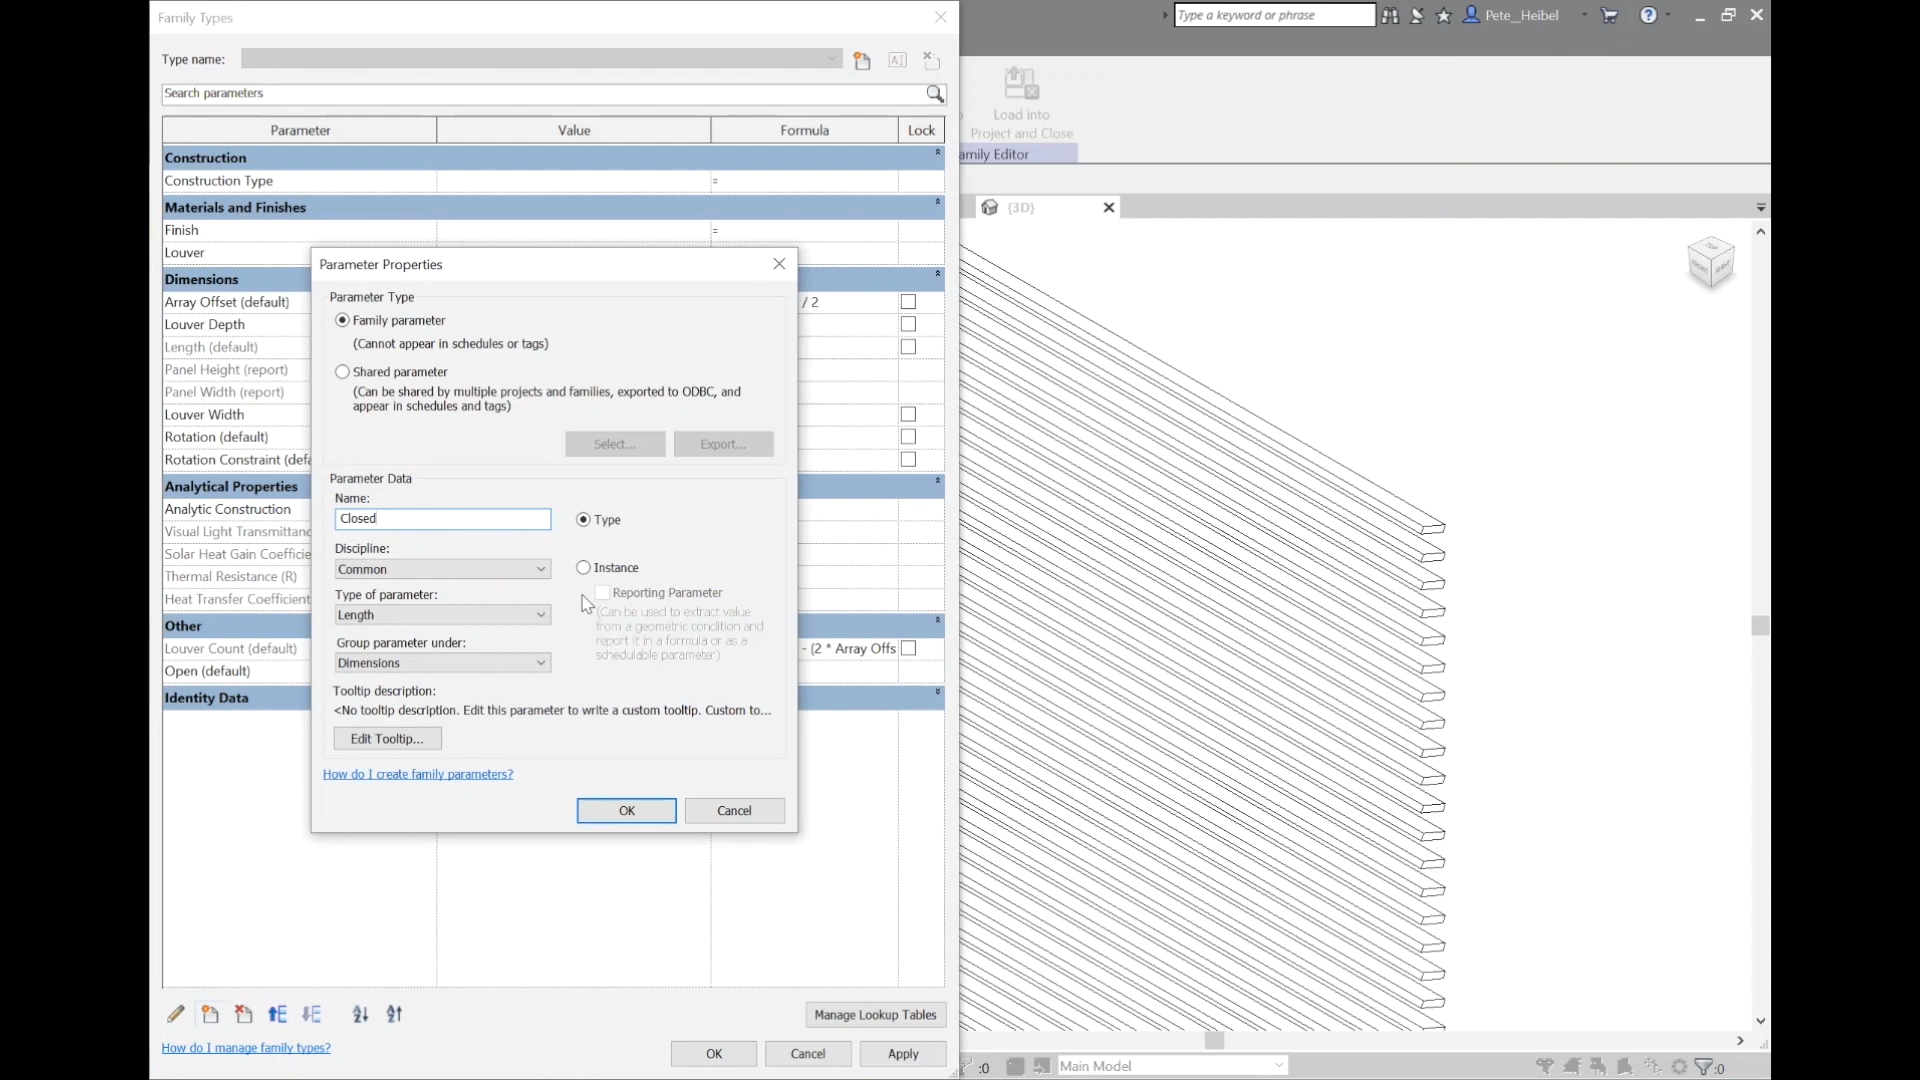 Family Types
Type name:
Search parameters
Parameter Value Formula Lock
Construction
Construction Type =
Materials and Finishes
Finish =
Louver
Dimensions
Array Offset (default) / 2
Louver Depth
Length (default)
Panel Height (report)
Panel Width (report)
Louver Width
Rotation (default)
Rotation Constraint (defa
Analytical Properties
Analytic Construction
Visual Light Transmittanc
Solar Heat Gain Coefficie
Thermal Resistance (R)
Heat Transfer Coefficient
Other
Louver Count (default) - (2 * Array Offs
Open (default)
Identity Data
Parameter Properties
Parameter Type
Family parameter
(Cannot appear in schedules or tags)
Shared parameter
(Can be shared by multiple projects and families, exported to ODBC, and
appear in schedules and tags)
Select... Export...
Parameter Data
Name:
Closed
Type
Discipline:
Common
Instance
Reporting Parameter
(Can be used to extract value
from a geometric condition and
report it in a formula or as a
schedulable parameter)
Type of parameter:
Length
Group parameter under:
Dimensions
Tooltip description:
<No tooltip description. Edit this parameter to write a custom tooltip. Custom to...
Edit Tooltip...
How do I create family parameters?
OK Cancel
Manage Lookup Tables
How do I manage family types?
OK Cancel Apply
Type a keyword or phrase
Pete_Heibel
Load into
Project and Close
amily Editor
{3D}
TOP
FRONT
:0
Main Model
:0